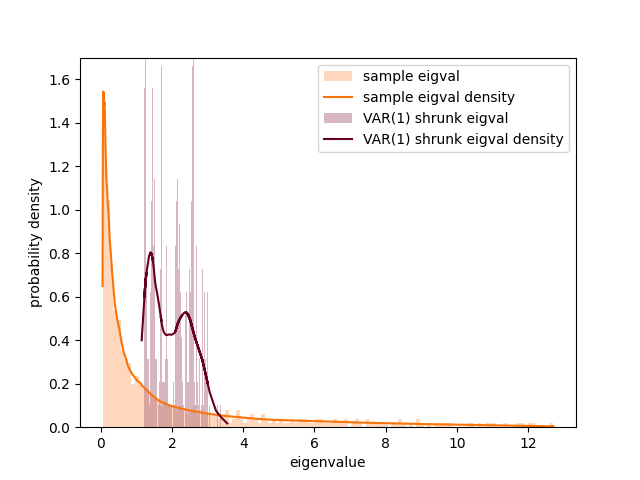 sample eigval
sample eigval density
VAR(1) shrunk eigval
VAR(1) shrunk eigval density
probability density
1.6
1.4
1.2
1.0
0.8
0.6
0.4
0.2
0.0
0 2 4 6 8 10 12
eigenvalue